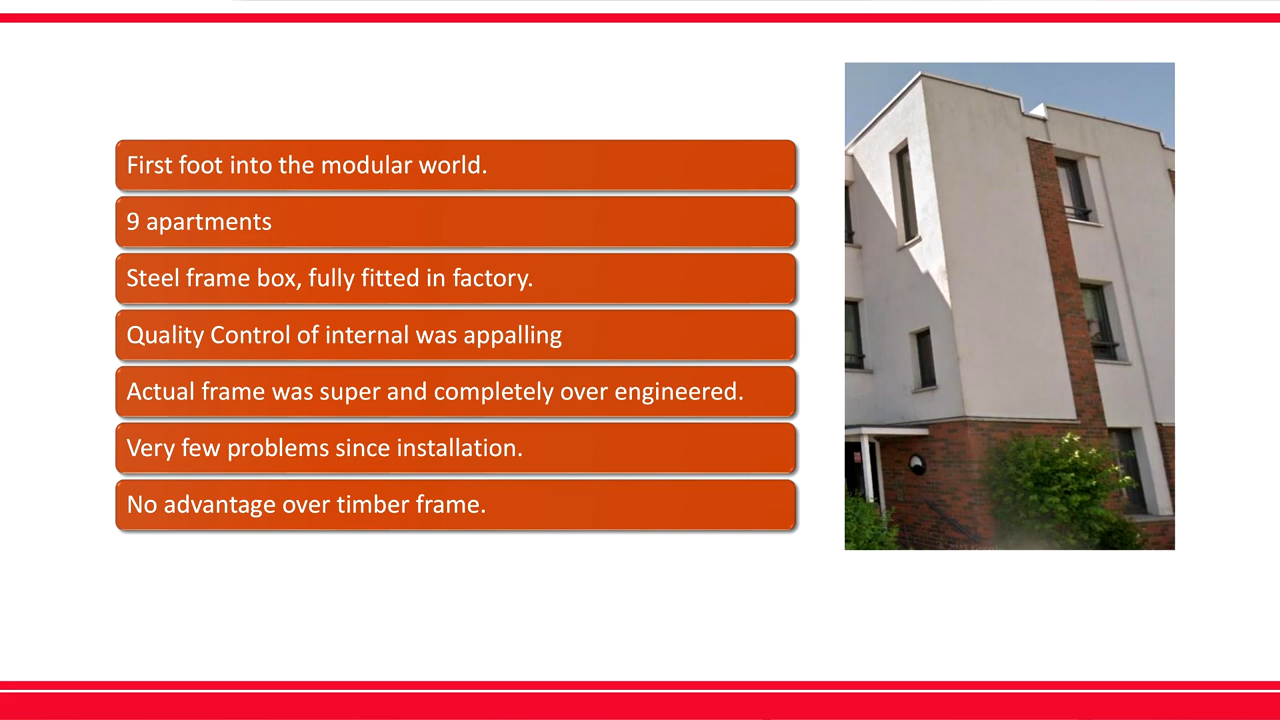 First foot into the modular world.
9 apartments
Steel frame box, fully fitted in factory.
Quality Control of internal was appalling
Actual frame was super and completely over engineered.
Very few problems since installation.
No advantage over timber frame.